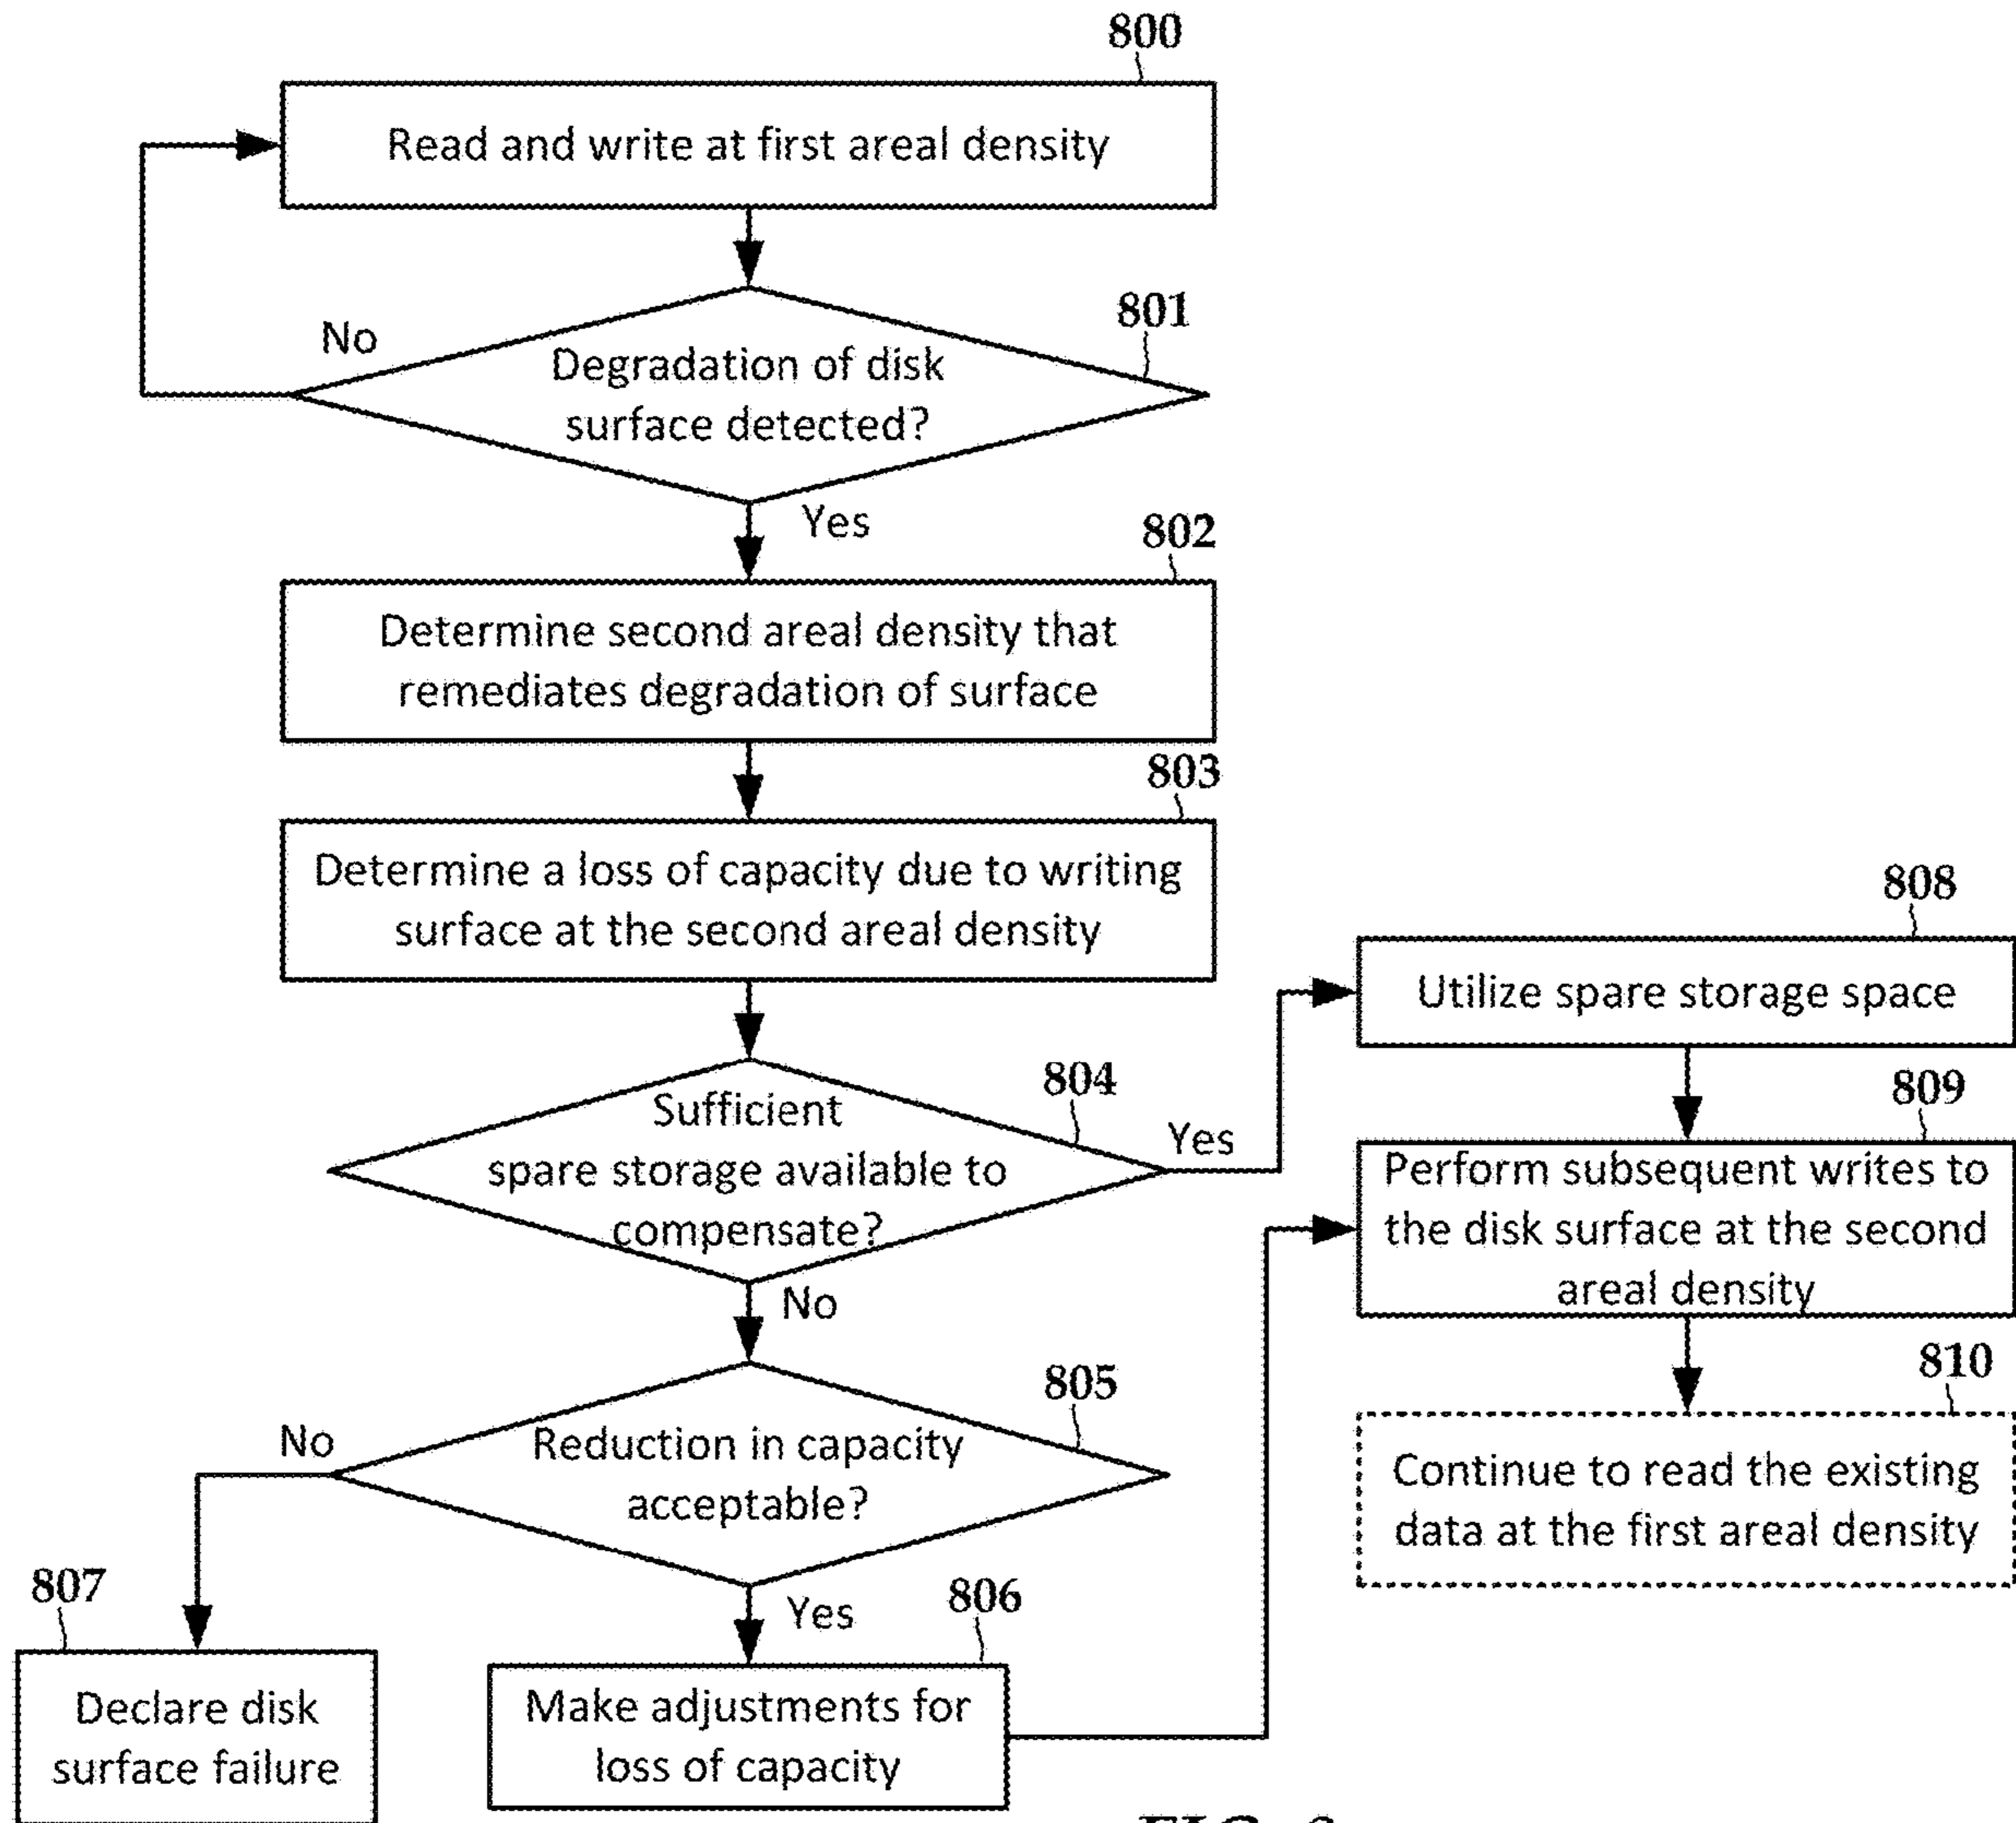 800
Read and write at first areal density
801
No
Degradation of disk
surface detected?
Yes
802
Determine second areal density that
remediates degradation of surface
803
Determine a loss of capacity due to writing
surface at the second areal density
808
Utilize spare storage space
804
Sufficient
spare storage available to
compensate?
Yes
809
Perform subsequent writes to
the disk surface at the second
areal density
No
810
Continue to read the existing
data at the first areal density
805
No
Reduction in capacity
acceptable?
Yes
807
Declare disk
surface failure
806
Make adjustments for
loss of capacity